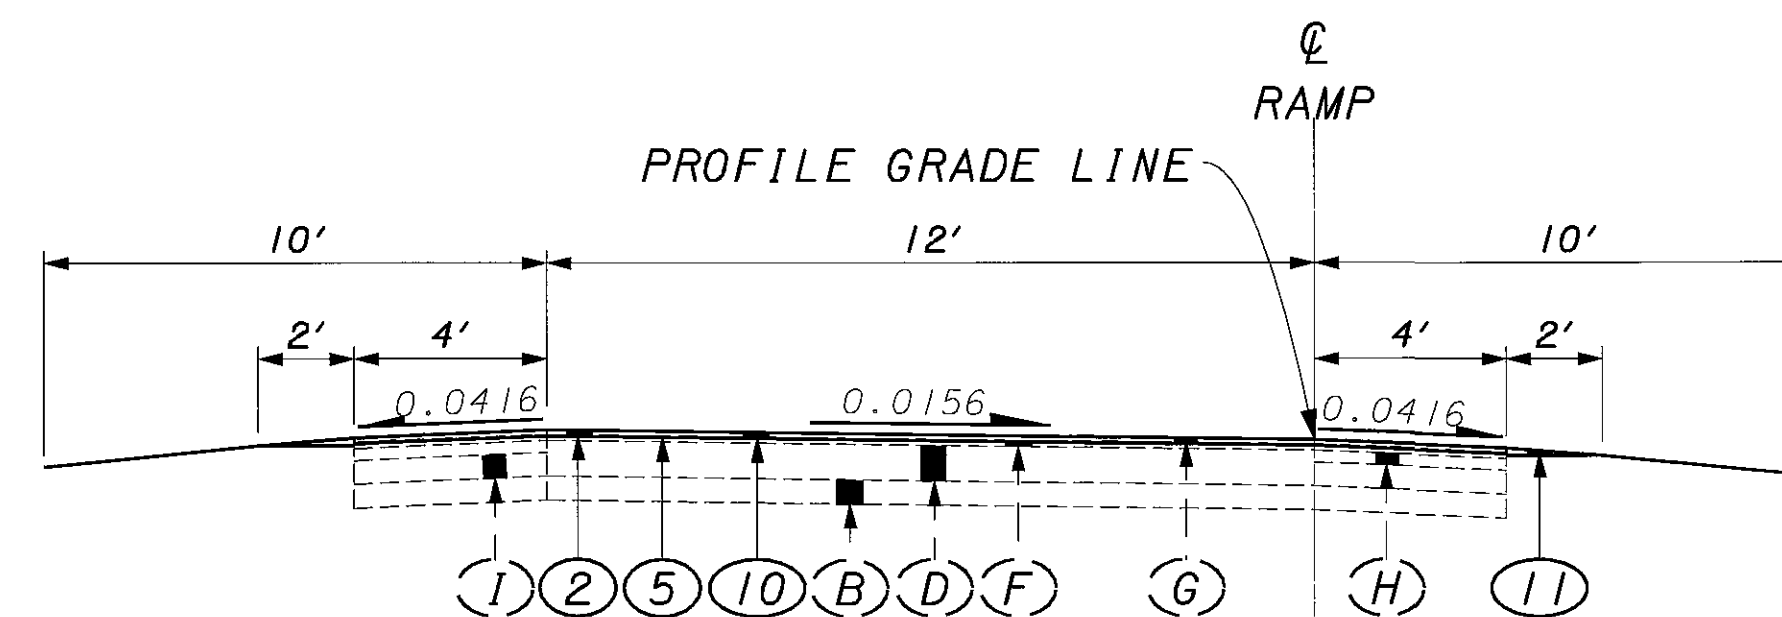 ℄
RAMP
PROFILE GRADE LINE
10' 12' 10'
2' 4' 4' 2'
0.0416 0.0156 0.0416
I 2 5 10 B D F G H 11